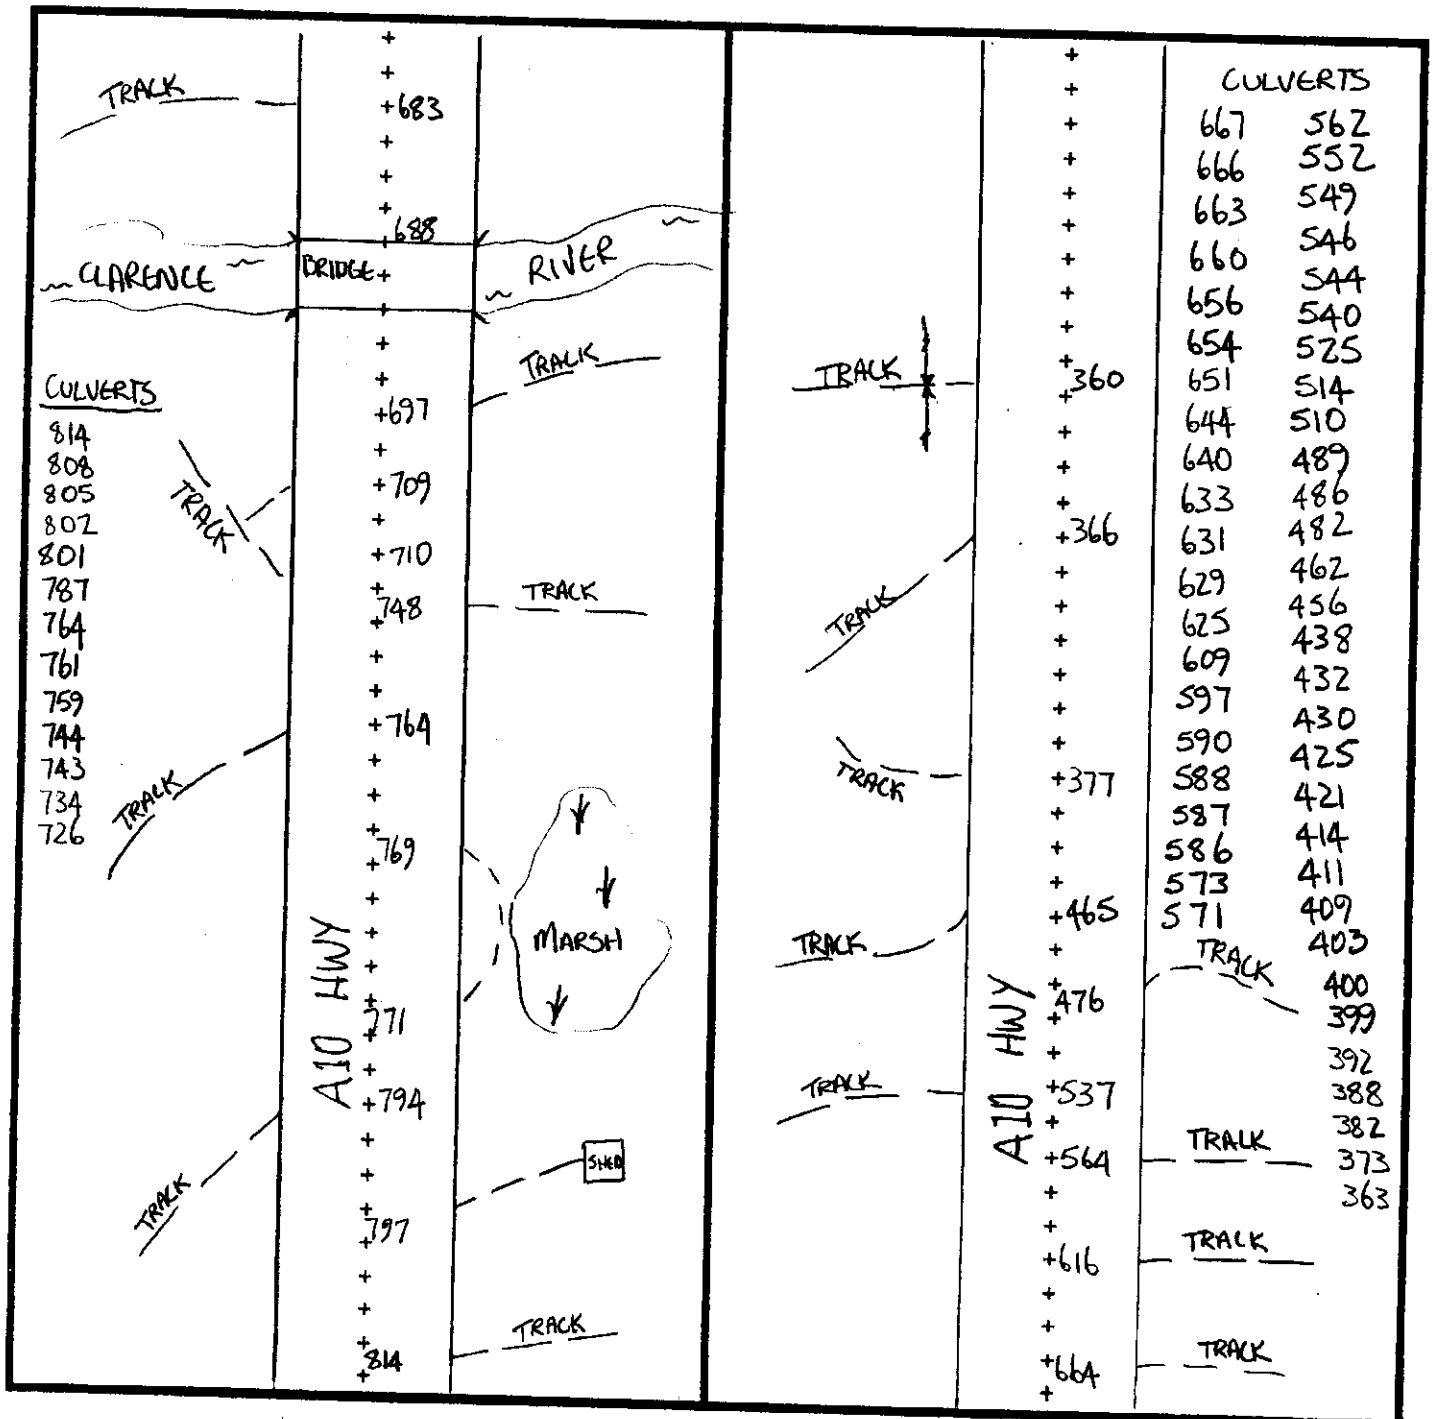 TRACK
683
688
CLARENCE
BRIDGE
RIVER
TRACK
697
CULVERTS
814
808
805
802
801
787
764
761
759
744
743
734
726
TRACK
709
710
748
TRACK
764
TRACK
769
MARSH
771
A10 HWY
794
SHED
TRACK
797
TRACK
814
TRACK
360
366
TRACK
TRACK
377
465
TRACK
476
A10 HWY
TRACK
537
564
616
664
CULVERTS
667 562
666 552
663 549
660 546
656 544
654 540
651 525
644 514
640 510
633 489
631 486
629 482
625 462
609 456
597 438
590 432
588 430
587 425
586 421
573 414
571 411
409
403
TRACK
400
399
392
388
382
TRACK 373
363
TRACK
TRACK